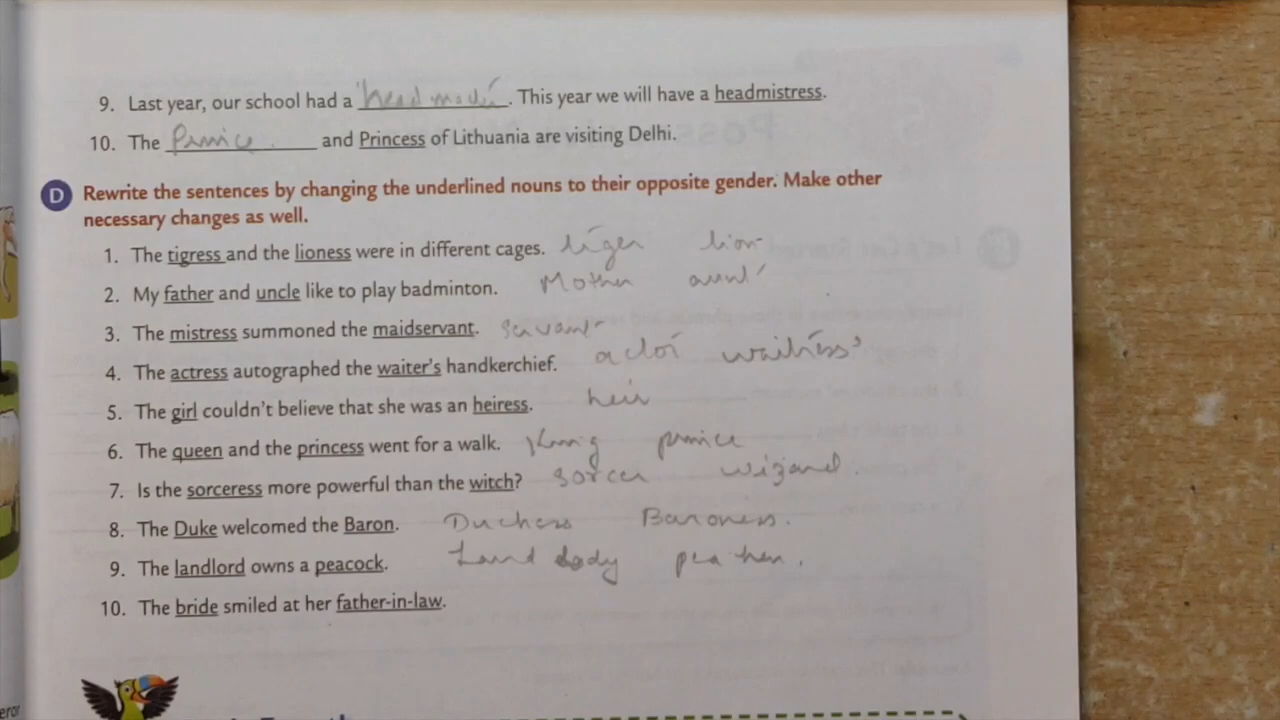 9. Last year, our school had a headmast. This year we will have a headmistress.
10. The Prince and Princess of Lithuania are visiting Delhi.
D Rewrite the sentences by changing the underlined nouns to their opposite gender. Make other
necessary changes as well.
1. The tigress and the lioness were in different cages. tiger lion
2. My father and uncle like to play badminton. Mother aunt
3. The mistress summoned the maidservant. servant
4. The actress autographed the waiter's handkerchief. actor waitress'
5. The girl couldn't believe that she was an heiress. heir
6. The queen and the princess went for a walk. King prince
7. Is the sorceress more powerful than the witch? sorcer wizard
8. The Duke welcomed the Baron. Duchess Baroness.
9. The landlord owns a peacock. Land lady pea hen.
10. The bride smiled at her father-in-law.
eror